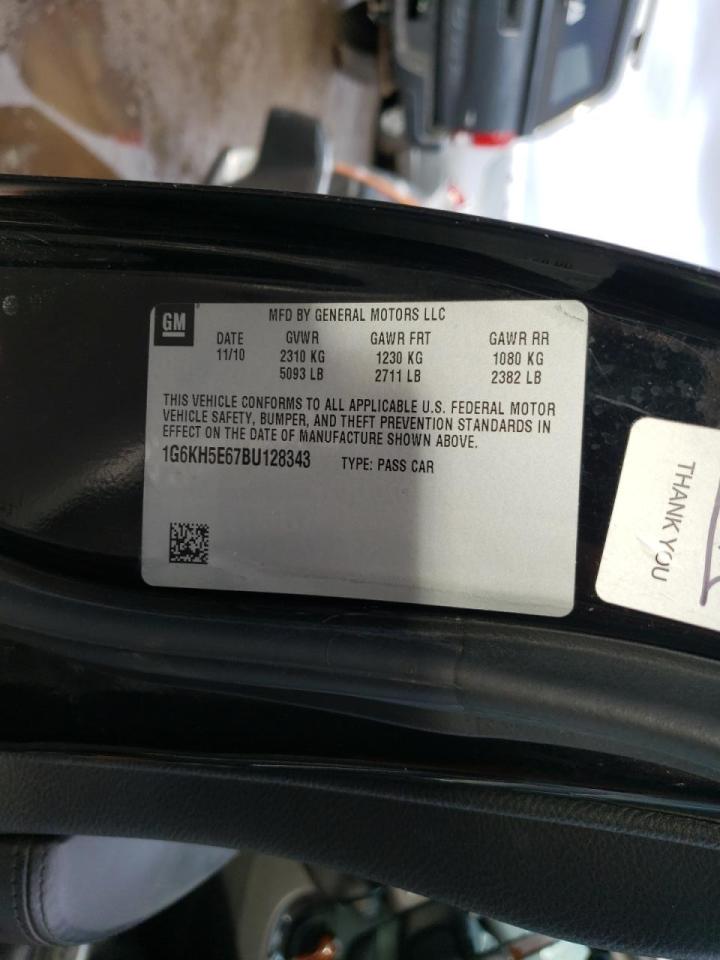 GM
MFD BY GENERAL MOTORS LLC
DATE GVWR GAWR FRT GAWR RR
11/10 2310 KG 1230 KG 1080 KG
5093 LB 2711 LB 2382 LB
THIS VEHICLE CONFORMS TO ALL APPLICABLE U.S. FEDERAL MOTOR
VEHICLE SAFETY, BUMPER, AND THEFT PREVENTION STANDARDS IN
EFFECT ON THE DATE OF MANUFACTURE SHOWN ABOVE.
1G6KH5E67BU128343 TYPE: PASS CAR
THANK YOU